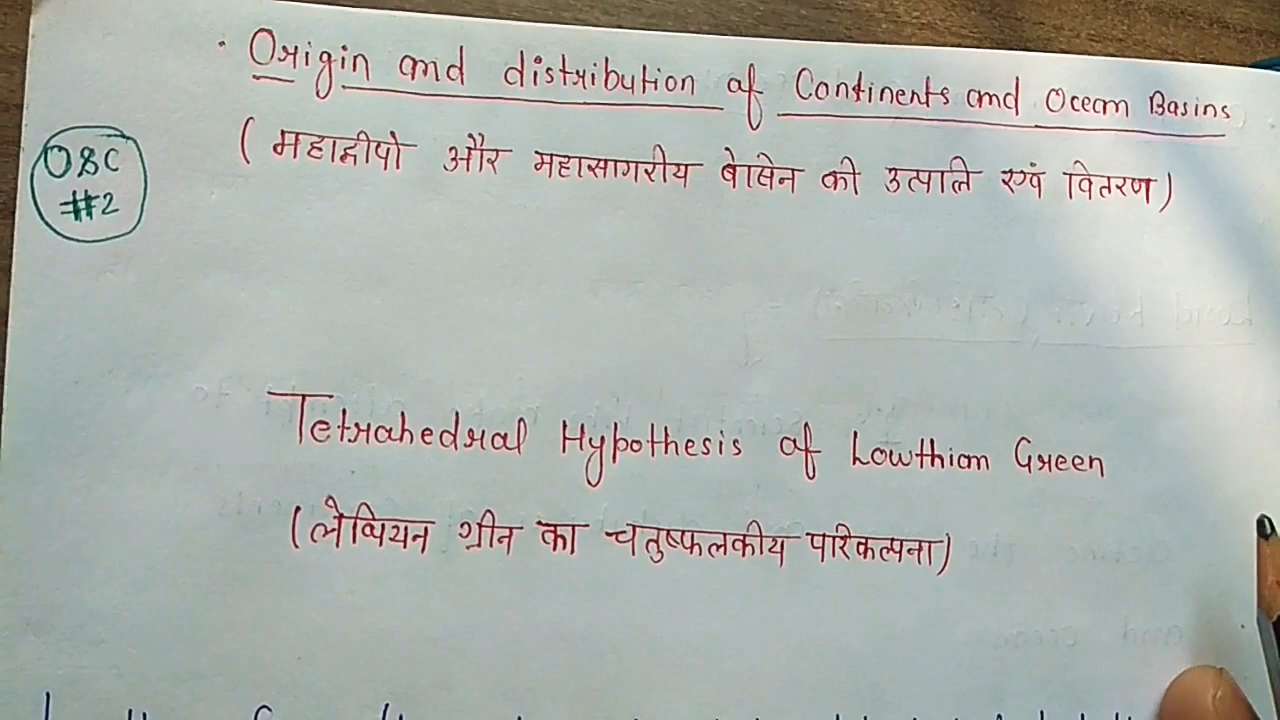 Origin and distribution of Continents and Ocean Basins
(महाद्वीपो और महासागरीय बेसिन की उत्पति एवं वितरण)
O&C
#2
Tetrahedral Hypothesis of Lowthian Green
(लोथियन ग्रीन का चतुष्फलकीय परिकल्पना)